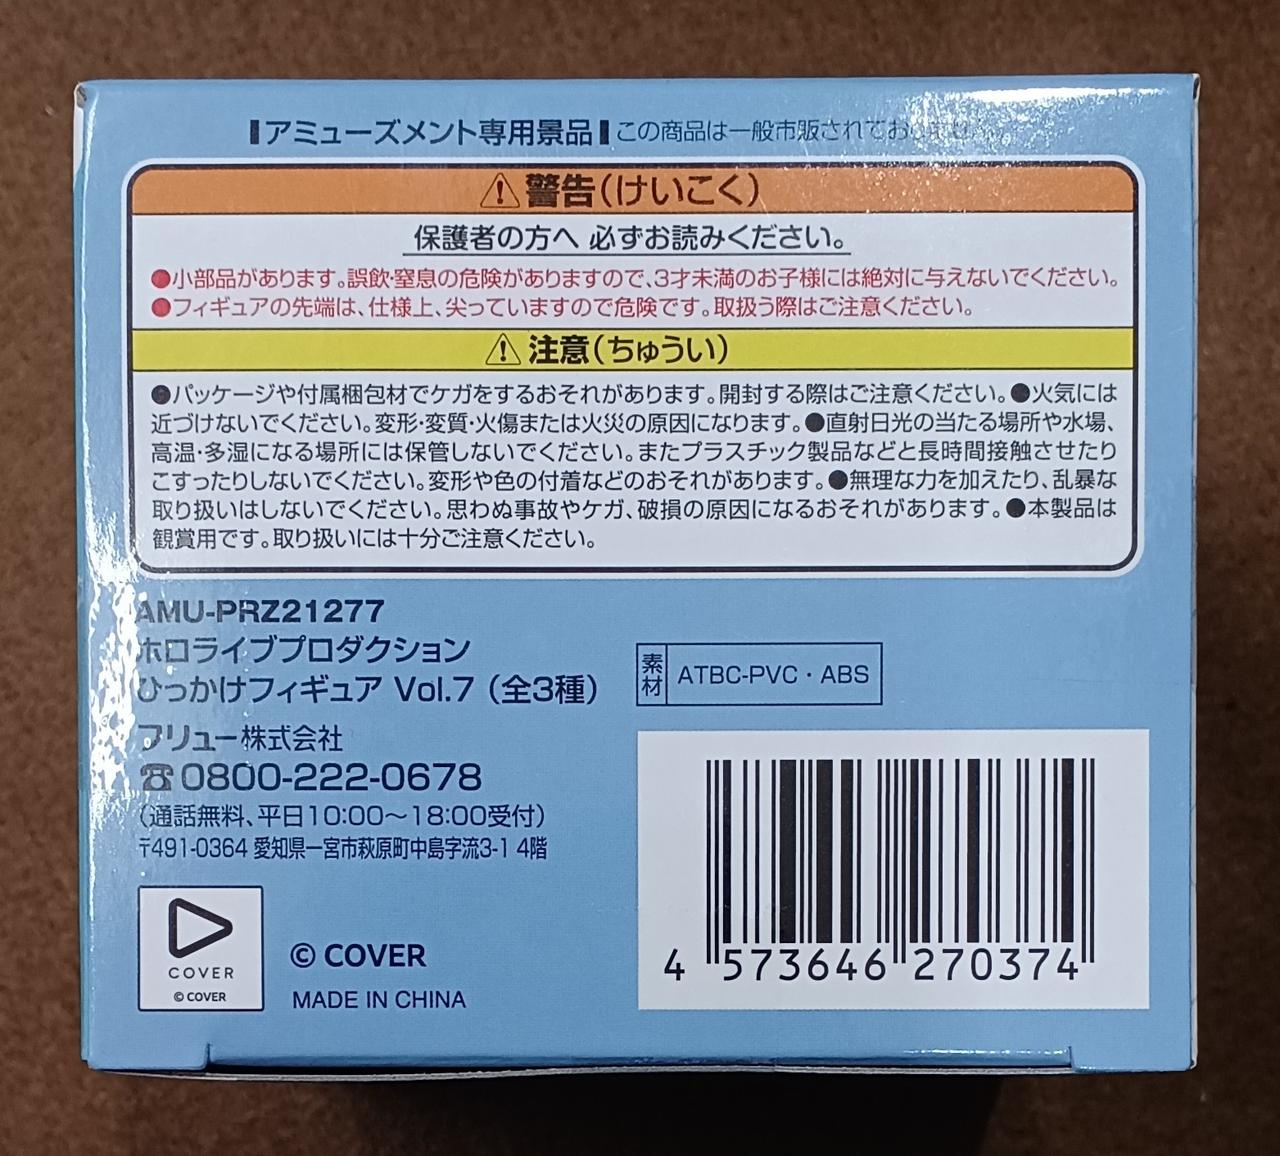 アミューズメント専用景品 この商品は一般市販されてお
⚠警告(けいこく)
保護者の方へ 必ずお読みください。
●小部品があります。誤飲・窒息の危険がありますので、3才未満のお子様には絶対に与えないでください。
●フィギュアの先端は、仕様上、尖っていますので危険です。取扱う際はご注意ください。
⚠注意(ちゅうい)
●パッケージや付属梱包材でケガをするおそれがあります。開封する際はご注意ください。●火気には
近づけないでください。変形・変質・火傷または火災の原因になります。●直射日光の当たる場所や水場、
高温・多湿になる場所には保管しないでください。またプラスチック製品などと長時間接触させたり
こすったりしないでください。変形や色の付着などのおそれがあります。●無理な力を加えたり、乱暴な
取り扱いはしないでください。思わぬ事故やケガ、破損の原因になるおそれがあります。●本製品は
観賞用です。取り扱いには十分ご注意ください。
AMU-PRZ21277
ホロライブプロダクション
ひっかけフィギュア Vol.7(全3種)
素材 ATBC-PVC・ABS
フリュー株式会社
☎0800-222-0678
(通話無料、平日10:00〜18:00受付)
〒491-0364 愛知県一宮市萩原町中島字流3-1 4階
COVER
© COVER
© COVER
MADE IN CHINA
4 573646 270374